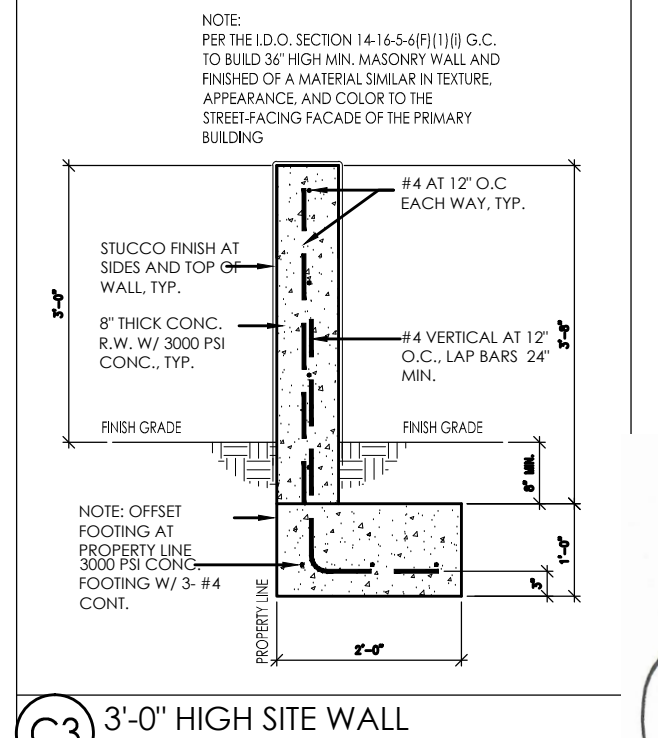 NOTE:
PER THE I.D.O. SECTION 14-16-5-6(F)(1)(i) G.C.
TO BUILD 36" HIGH MIN. MASONRY WALL AND
FINISHED OF A MATERIAL SIMILAR IN TEXTURE,
APPEARANCE, AND COLOR TO THE
STREET-FACING FACADE OF THE PRIMARY
BUILDING
#4 AT 12" O.C
EACH WAY, TYP.
STUCCO FINISH AT
SIDES AND TOP OF
WALL, TYP.
3'-0"
8" THICK CONC.
R.W. W/ 3000 PSI
CONC., TYP.
#4 VERTICAL AT 12"
O.C., LAP BARS 24"
MIN.
3'-8"
FINISH GRADE
FINISH GRADE
8" MIN.
NOTE: OFFSET
FOOTING AT
PROPERTY LINE
3000 PSI CONC.
FOOTING W/ 3- #4
CONT.
1'-0"
3"
PROPERTY LINE
2'-0"
C3
3'-0" HIGH SITE WALL